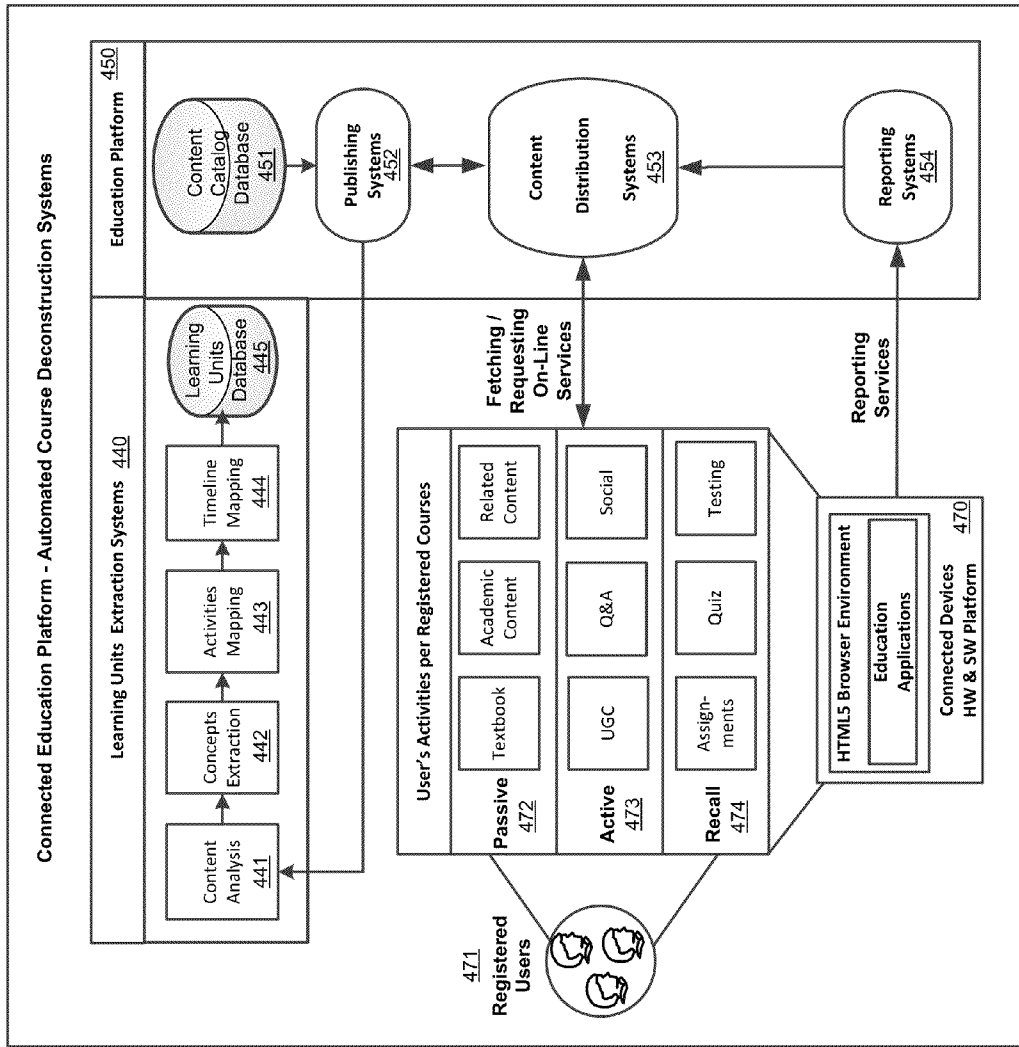 Connected Education Platform - Automated Course Deconstruction Systems
Learning Units Extraction Systems 440
Content
Analysis
441
Concepts
Extraction
442
Activities
Mapping
443
Timeline
Mapping
444
Learning
Units
Database
445
Education Platform 450
Content
Catalog
Database
451
Publishing
Systems
452
Content
Distribution
Systems
453
Reporting
Systems
454
Fetching /
Requesting
On-Line
Services
Reporting
Services
471
Registered
Users
User's Activities per Registered Courses
Passive
472
Textbook
Academic
Content
Related
Content
Active
473
UGC
Q&A
Social
Recall
474
Assign-
ments
Quiz
Testing
HTML5 Browser Environment
Education
Applications
Connected Devices
HW & SW Platform
470